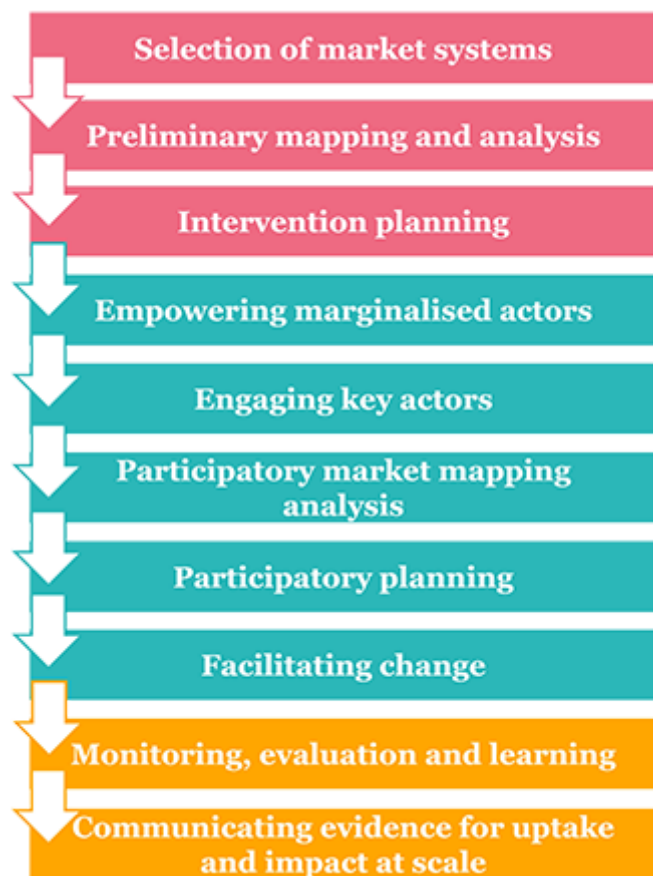 Selection of market systems
Preliminary mapping and analysis
Intervention planning
Empowering marginalised actors
Engaging key actors
Participatory market mapping
analysis
Participatory planning
Facilitating change
Monitoring, evaluation and learning
Communicating evidence for uptake
and impact at scale